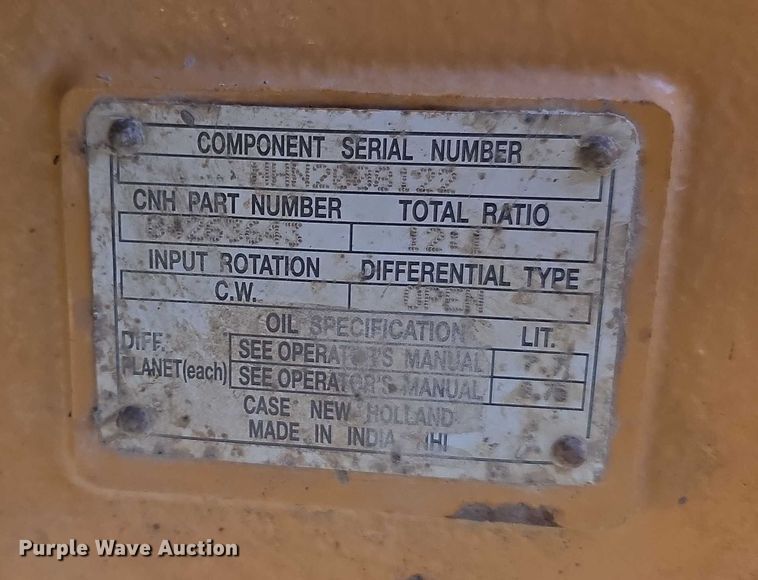 COMPONENT SERIAL NUMBER
CNH PART NUMBER TOTAL RATIO
INPUT ROTATION DIFFERENTIAL TYPE
C.W. OPEN
OIL SPECIFICATION LIT.
DIFF. SEE OPERATOR'S MANUAL
PLANET(each) SEE OPERATOR'S MANUAL
CASE NEW HOLLAND
MADE IN INDIA NHI
Purple Wave Auction